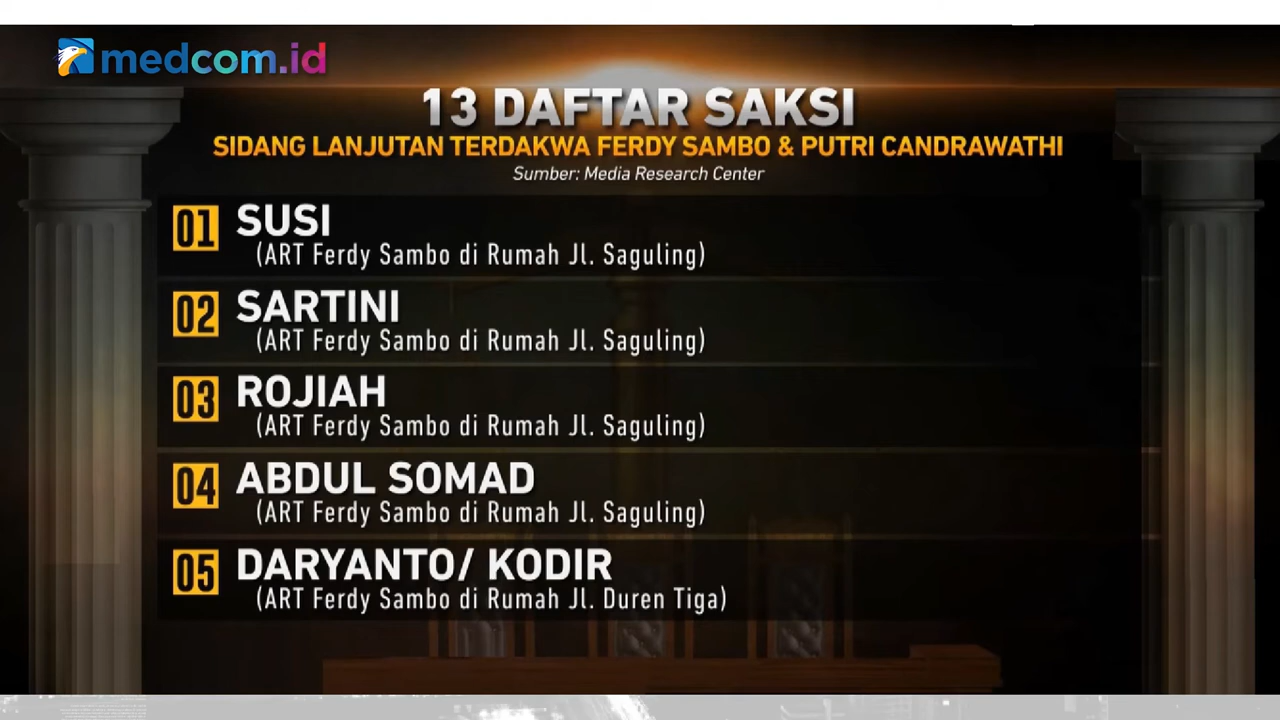 medcom.id
13 DAFTAR SAKSI
SIDANG LANJUTAN TERDAKWA FERDY SAMBO & PUTRI CANDRAWATHI
Sumber: Media Research Center
01 SUSI
(ART Ferdy Sambo di Rumah Jl. Saguling)
02 SARTINI
(ART Ferdy Sambo di Rumah Jl. Saguling)
03 ROJIAH
(ART Ferdy Sambo di Rumah Jl. Saguling)
04 ABDUL SOMAD
(ART Ferdy Sambo di Rumah Jl. Saguling)
05 DARYANTO/ KODIR
(ART Ferdy Sambo di Rumah Jl. Duren Tiga)